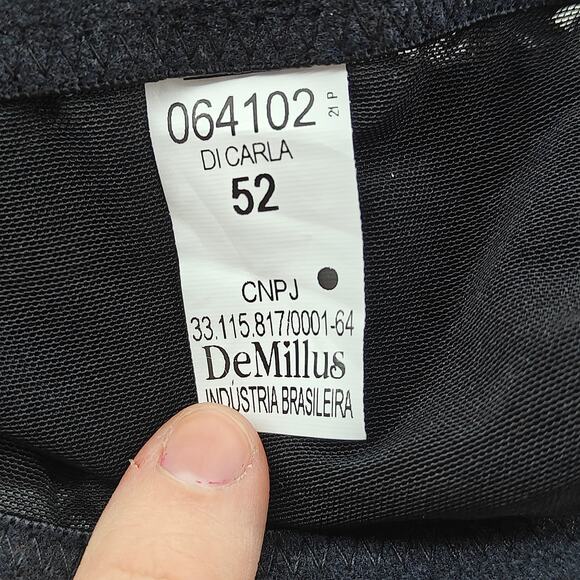 064102
21 P
DI CARLA
52
CNPJ
33.115.817/0001-64
DeMillus
INDÚSTRIA BRASILEIRA